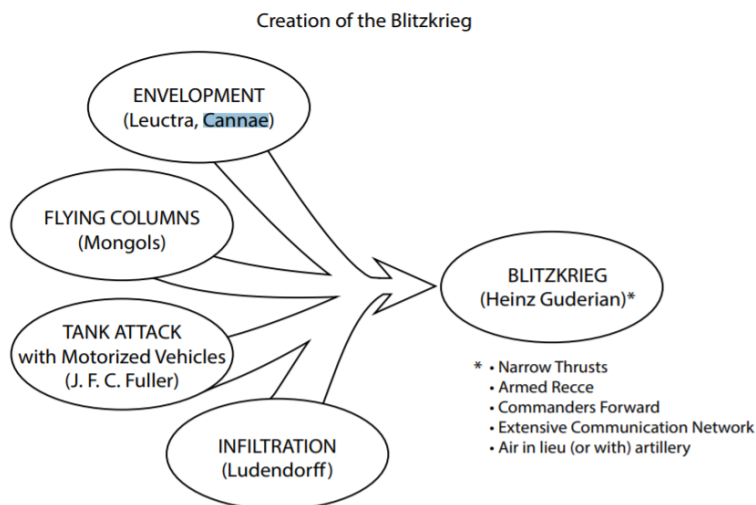 Creation of the Blitzkrieg
ENVELOPMENT
(Leuctra, Cannae)
FLYING COLUMNS
(Mongols)
TANK ATTACK
with Motorized Vehicles
(J. F. C. Fuller)
INFILTRATION
(Ludendorff)
BLITZKRIEG
(Heinz Guderian)*
* • Narrow Thrusts
• Armed Recce
• Commanders Forward
• Extensive Communication Network
• Air in lieu (or with) artillery